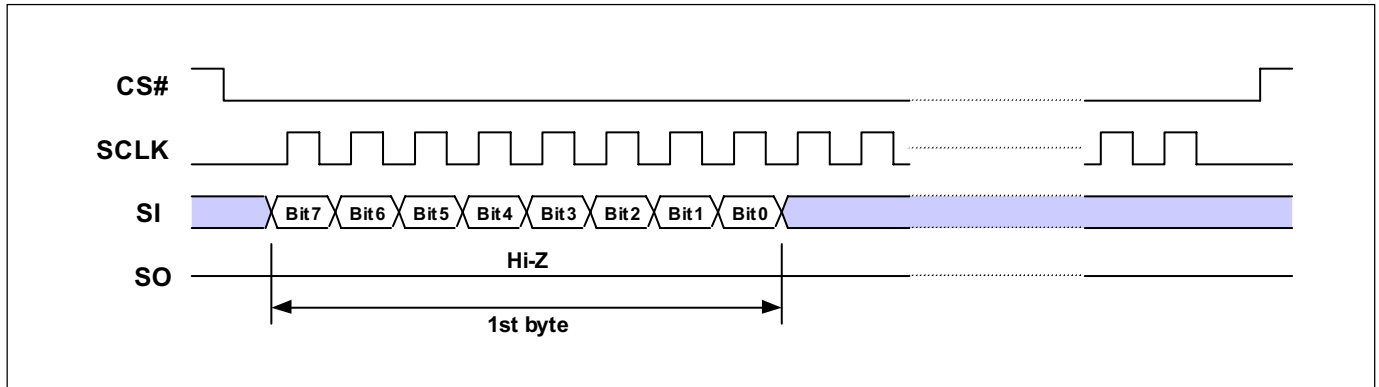 CS#
SCLK
SI Bit7 Bit6 Bit5 Bit4 Bit3 Bit2 Bit1 Bit0
Hi-Z
SO
1st byte